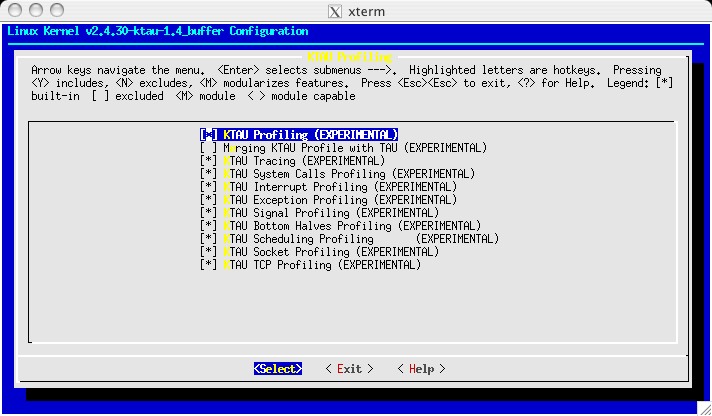 xterm
Linux Kernel v2.4.30-ktau-1.4_buffer Configuration
KTAU Profiling
Arrow keys navigate the menu. <Enter> selects submenus --->. Highlighted letters are hotkeys. Pressing
<Y> includes, <N> excludes, <M> modularizes features. Press <Esc><Esc> to exit, <?> for Help. Legend: [*]
built-in [ ] excluded <M> module < > module capable
[*] KTAU Profiling (EXPERIMENTAL)
[ ] Merging KTAU Profile with TAU (EXPERIMENTAL)
[*] KTAU Tracing (EXPERIMENTAL)
[*] KTAU System Calls Profiling (EXPERIMENTAL)
[*] KTAU Interrupt Profiling (EXPERIMENTAL)
[*] KTAU Exception Profiling (EXPERIMENTAL)
[*] KTAU Signal Profiling (EXPERIMENTAL)
[*] KTAU Bottom Halves Profiling (EXPERIMENTAL)
[*] KTAU Scheduling Profiling (EXPERIMENTAL)
[*] KTAU Socket Profiling (EXPERIMENTAL)
[*] KTAU TCP Profiling (EXPERIMENTAL)
<Select> < Exit > < Help >